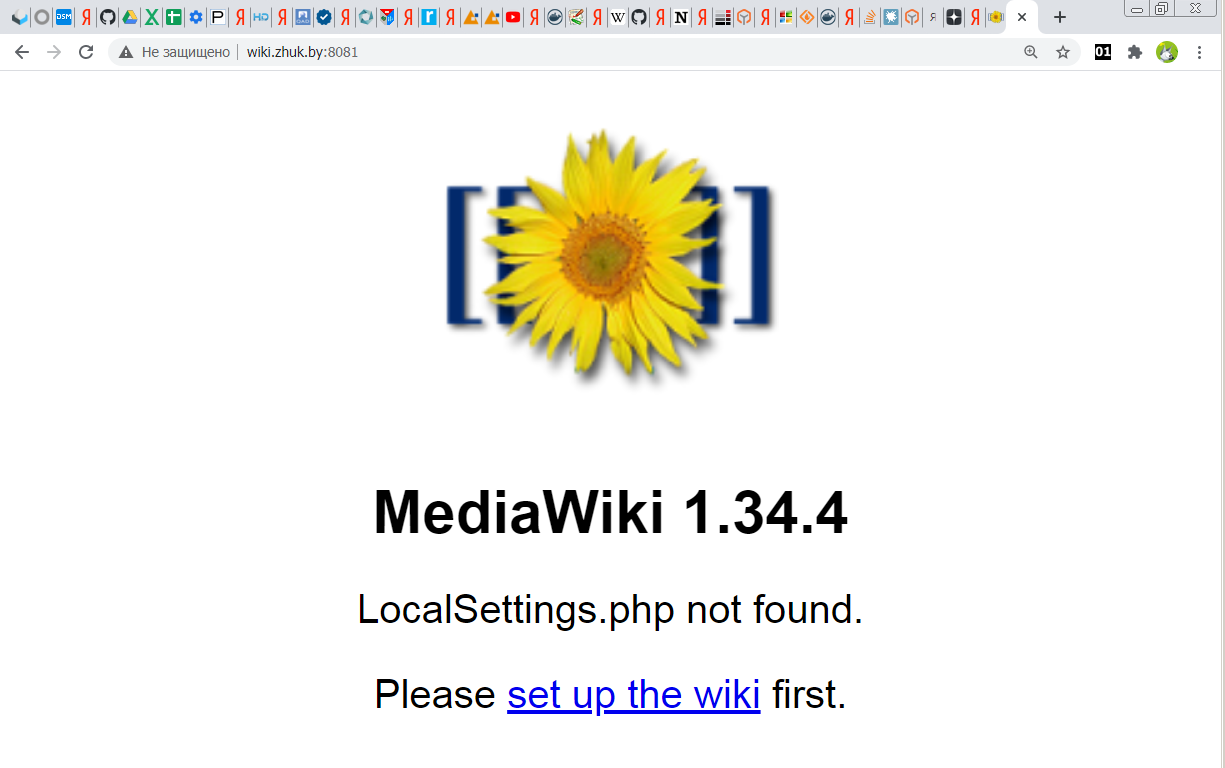 Не защищено
wiki.zhuk.by:8081
01
MediaWiki 1.34.4
LocalSettings.php not found.
Please set up the wiki first.